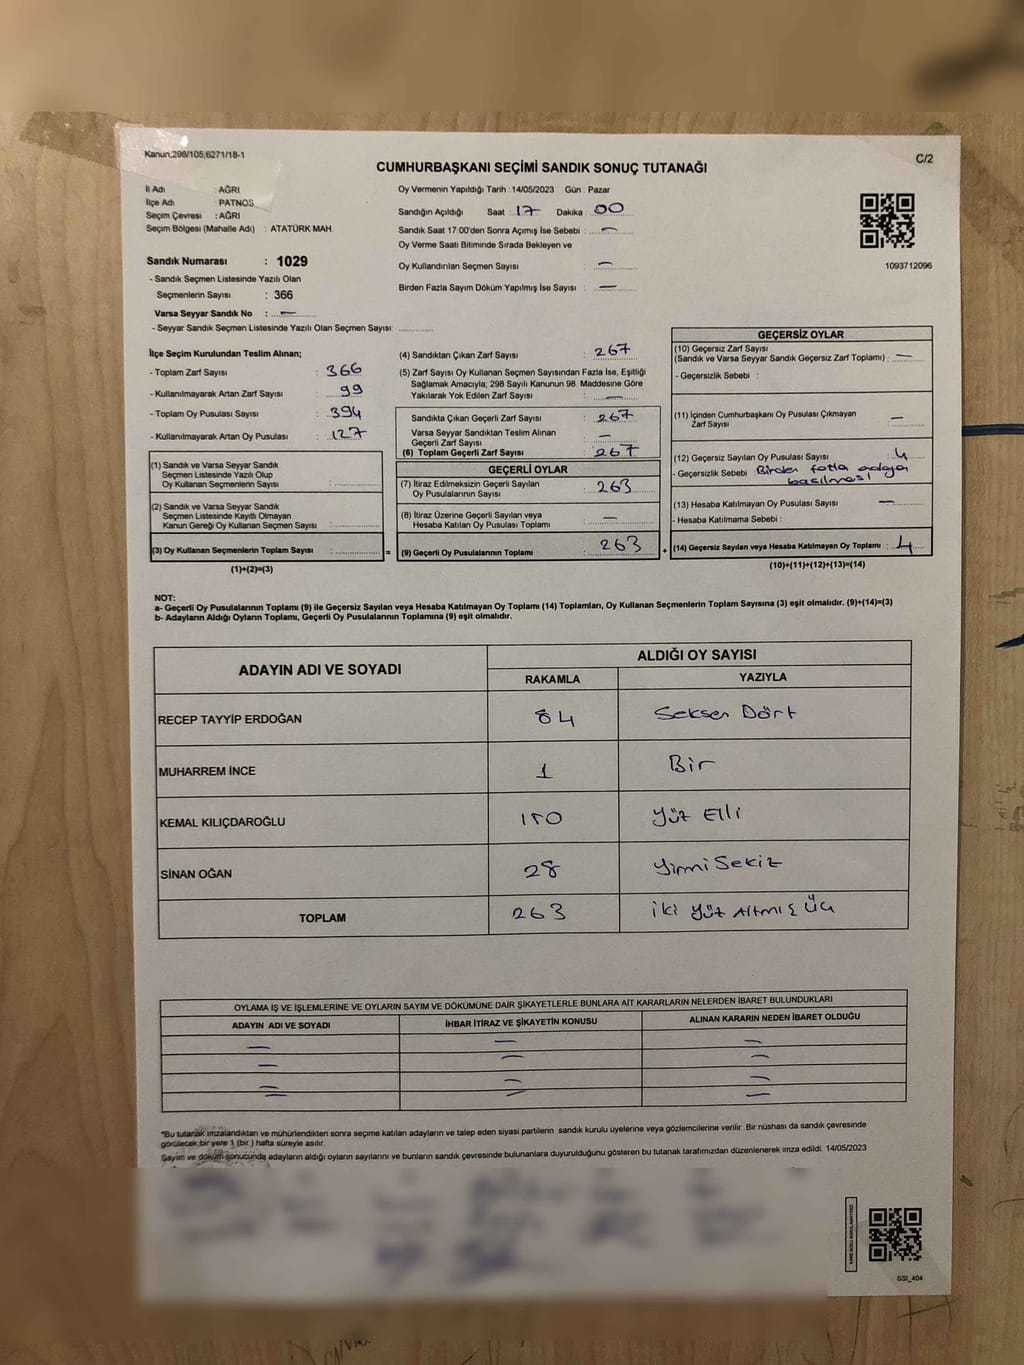 Kanun,298/105,6271/18-1
C/2
CUMHURBAŞKANI SEÇİMİ SANDIK SONUÇ TUTANAĞI
İl Adı : AĞRI
İlçe Adı : PATNOS
Seçim Çevresi : AĞRI
Seçim Bölgesi (Mahalle Adı) : ATATÜRK MAH.
Sandık Numarası : 1029
- Sandık Seçmen Listesinde Yazılı Olan
Seçmenlerin Sayısı : 366
Varsa Seyyar Sandık No : —
- Seyyar Sandık Seçmen Listesinde Yazılı Olan Seçmen Sayısı:
Oy Vermenin Yapıldığı Tarih :14/05/2023 Gün : Pazar
Sandığın Açıldığı Saat 17 Dakika : 00
Sandık Saat 17:00'den Sonra Açımış İse Sebebi : —
Oy Verme Saati Bitiminde Sırada Bekleyen ve
Oy Kullandırılan Seçmen Sayısı : —
Birden Fazla Sayım Döküm Yapılmış İse Sayısı : —
1093712096
İlçe Seçim Kurulundan Teslim Alınan;
- Toplam Zarf Sayısı : 366
- Kullanılmayarak Artan Zarf Sayısı : 99
- Toplam Oy Pusulası Sayısı : 394
- Kullanılmayarak Artan Oy Pusulası : 127
(1) Sandık ve Varsa Seyyar Sandık
Seçmen Listesinde Yazılı Olup
Oy Kullanan Seçmenlerin Sayısı :
(2) Sandık ve Varsa Seyyar Sandık
Seçmen Listesinde Kayıtlı Olmayan
Kanun Gereği Oy Kullanan Seçmen Sayısı :
(3) Oy Kullanan Seçmenlerin Toplam Sayısı : =
(1)+(2)=(3)
(4) Sandıktan Çıkan Zarf Sayısı : 267
(5) Zarf Sayısı Oy Kullanan Seçmen Sayısından Fazla İse, Eşitliği
Sağlamak Amacıyla; 298 Sayılı Kanunun 98. Maddesine Göre
Yakılarak Yok Edilen Zarf Sayısı : —
Sandıkta Çıkan Geçerli Zarf Sayısı : 267
Varsa Seyyar Sandıktan Teslim Alınan
Geçerli Zarf Sayısı : —
(6) Toplam Geçerli Zarf Sayısı : 267
GEÇERLİ OYLAR
(7) İtiraz Edilmeksizin Geçerli Sayılan
Oy Pusulalarının Sayısı : 263
(8) İtiraz Üzerine Geçerli Sayılan veya
Hesaba Katılan Oy Pusulası Toplamı : —
(9) Geçerli Oy Pusulalarının Toplamı : 263 +
GEÇERSİZ OYLAR
(10) Geçersiz Zarf Sayısı
(Sandık ve Varsa Seyyar Sandık Geçersiz Zarf Toplamı) : —
- Geçersizlik Sebebi :
(11) İçinden Cumhurbaşkanı Oy Pusulası Çıkmayan
Zarf Sayısı : —
(12) Geçersiz Sayılan Oy Pusulası Sayısı : 4
- Geçersizlik Sebebi Birden fazla adaya
basılması
(13) Hesaba Katılmayan Oy Pusulası Sayısı : —
- Hesaba Katılmama Sebebi :
(14) Geçersiz Sayılan veya Hesaba Katılmayan Oy Toplamı : 4
(10)+(11)+(12)+(13)=(14)
NOT:
a- Geçerli Oy Pusulalarının Toplamı (9) ile Geçersiz Sayılan veya Hesaba Katılmayan Oy Toplamı (14) Toplamları, Oy Kullanan Seçmenlerin Toplam Sayısına (3) eşit olmalıdır. (9)+(14)=(3)
b- Adayların Aldığı Oyların Toplamı, Geçerli Oy Pusulalarının Toplamına (9) eşit olmalıdır.
ADAYIN ADI VE SOYADI
ALDIĞI OY SAYISI
RAKAMLA YAZIYLA
RECEP TAYYİP ERDOĞAN 84 Seksen Dört
MUHARREM İNCE 1 Bir
KEMAL KILIÇDAROĞLU 150 Yüz Elli
SİNAN OĞAN 28 Yirmi Sekiz
TOPLAM 263 iki yüz Altmış Üç
OYLAMA İŞ VE İŞLEMLERİNE VE OYLARIN SAYIM VE DÖKÜMÜNE DAİR ŞİKAYETLERLE BUNLARA AİT KARARLARIN NELERDEN İBARET BULUNDUKLARI
ADAYIN ADI VE SOYADI İHBAR İTİRAZ VE ŞİKAYETİN KONUSU ALINAN KARARIN NEDEN İBARET OLDUĞU
— — —
— — —
— — —
— — —
*Bu tutanak imzalandıktan ve mühürlendikten sonra seçime katılan adayların ve talep eden siyasi partilerin sandık kurulu üyelerine veya gözlemcilerine verilir. Bir nüshası da sandık çevresinde
görülecek bir yere 1 (bir ) hafta süreyle asılır.
Sayım ve döküm sonucunda adayların aldığı oyların sayılarını ve bunların sandık çevresinde bulunanlara duyurulduğunu gösteren bu tutanak tarafımızdan düzenlenerek imza edildi. 14/05/2023
SSI_404